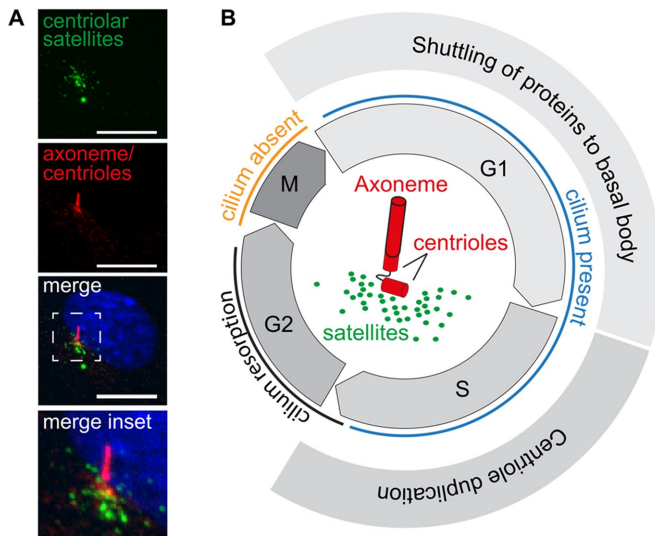 A
centriolar
satellites
axoneme/
centrioles
merge
merge inset
B
Shuttling of proteins to basal body
cilium absent
G1
M
Axoneme
centrioles
cilium present
satellites
G2
cilium resorption
S
Centriole duplication